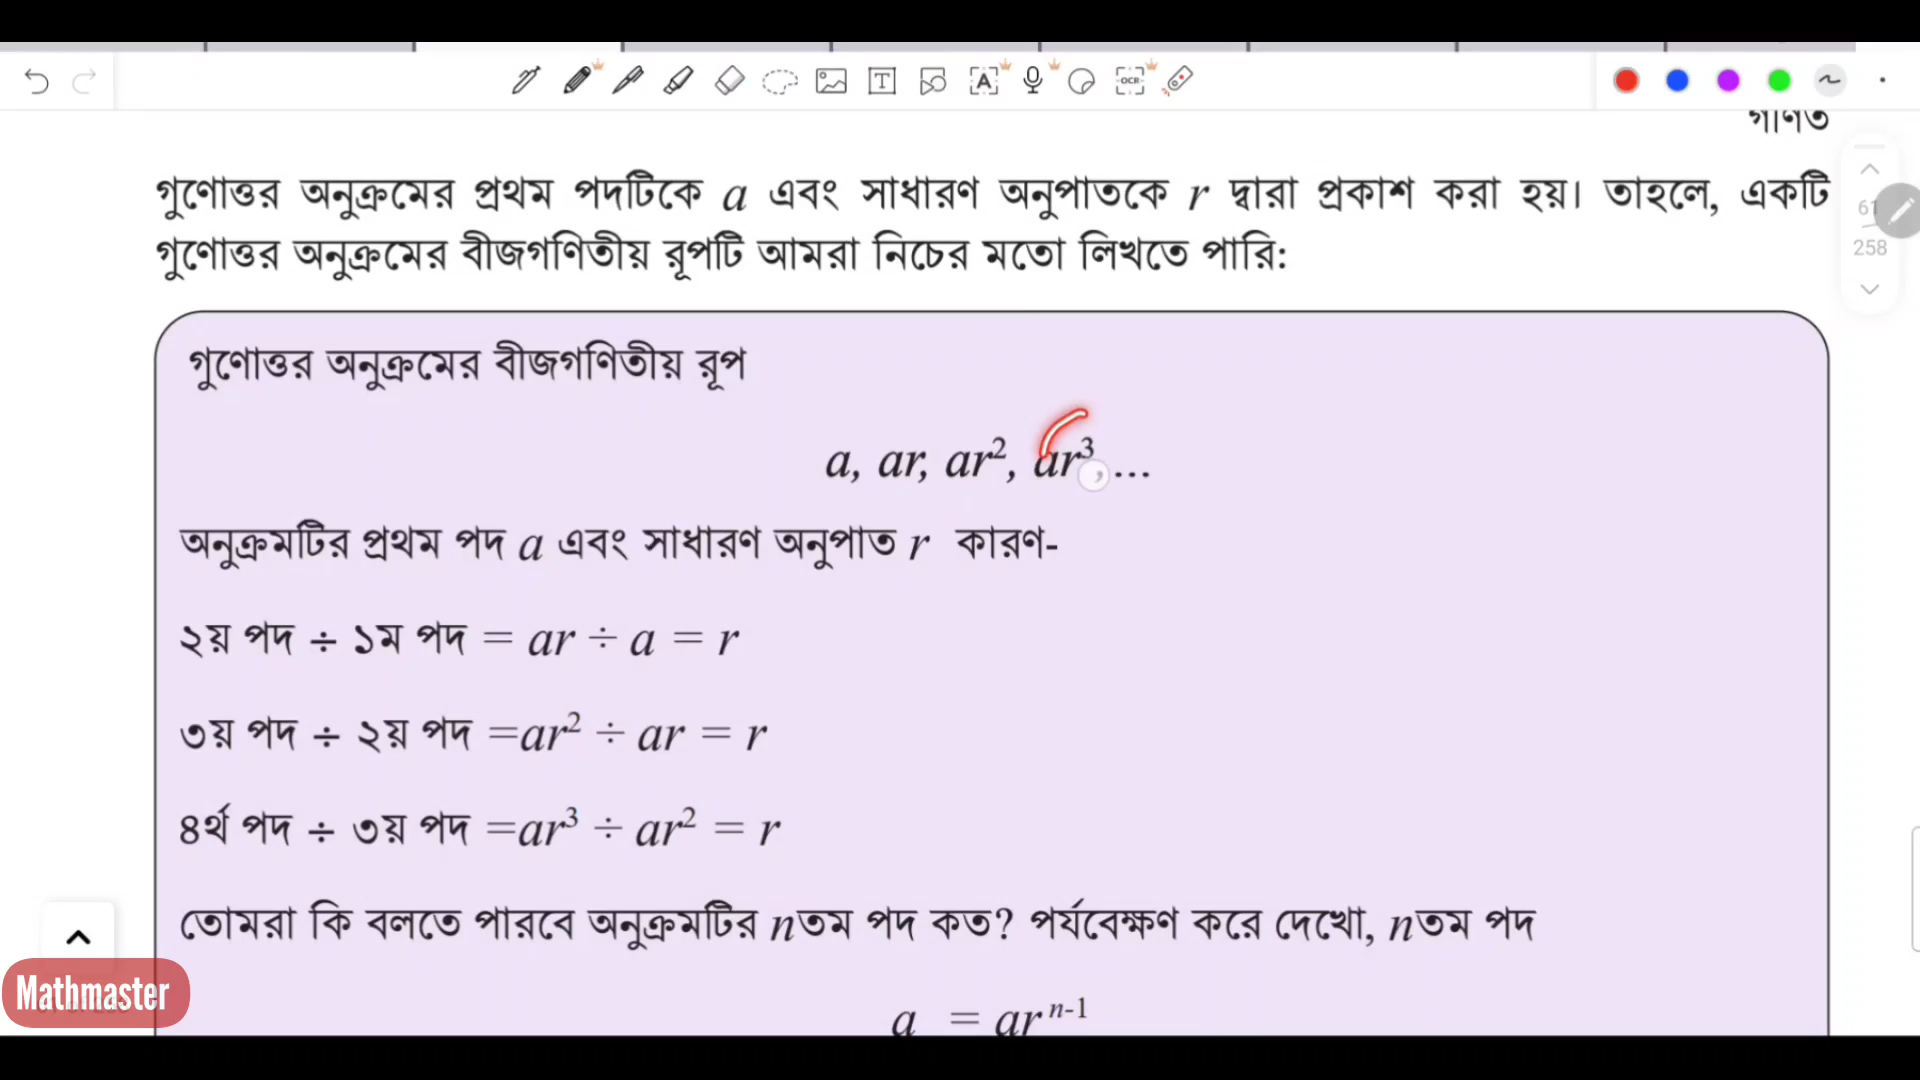 গণিত
গুণোত্তর অনুক্রমের প্রথম পদটিকে a এবং সাধারণ অনুপাতকে r দ্বারা প্রকাশ করা হয়। তাহলে, একটি
গুণোত্তর অনুক্রমের বীজগণিতীয় রূপটি আমরা নিচের মতো লিখতে পারি:
61
258
গুণোত্তর অনুক্রমের বীজগণিতীয় রূপ
a, ar, ar², ar³, ...
অনুক্রমটির প্রথম পদ a এবং সাধারণ অনুপাত r কারণ-
২য় পদ ÷ ১ম পদ = ar ÷ a = r
৩য় পদ ÷ ২য় পদ =ar² ÷ ar = r
৪র্থ পদ ÷ ৩য় পদ =ar³ ÷ ar² = r
তোমরা কি বলতে পারবে অনুক্রমটির nতম পদ কত? পর্যবেক্ষণ করে দেখো, nতম পদ
Mathmaster
a = arⁿ⁻¹